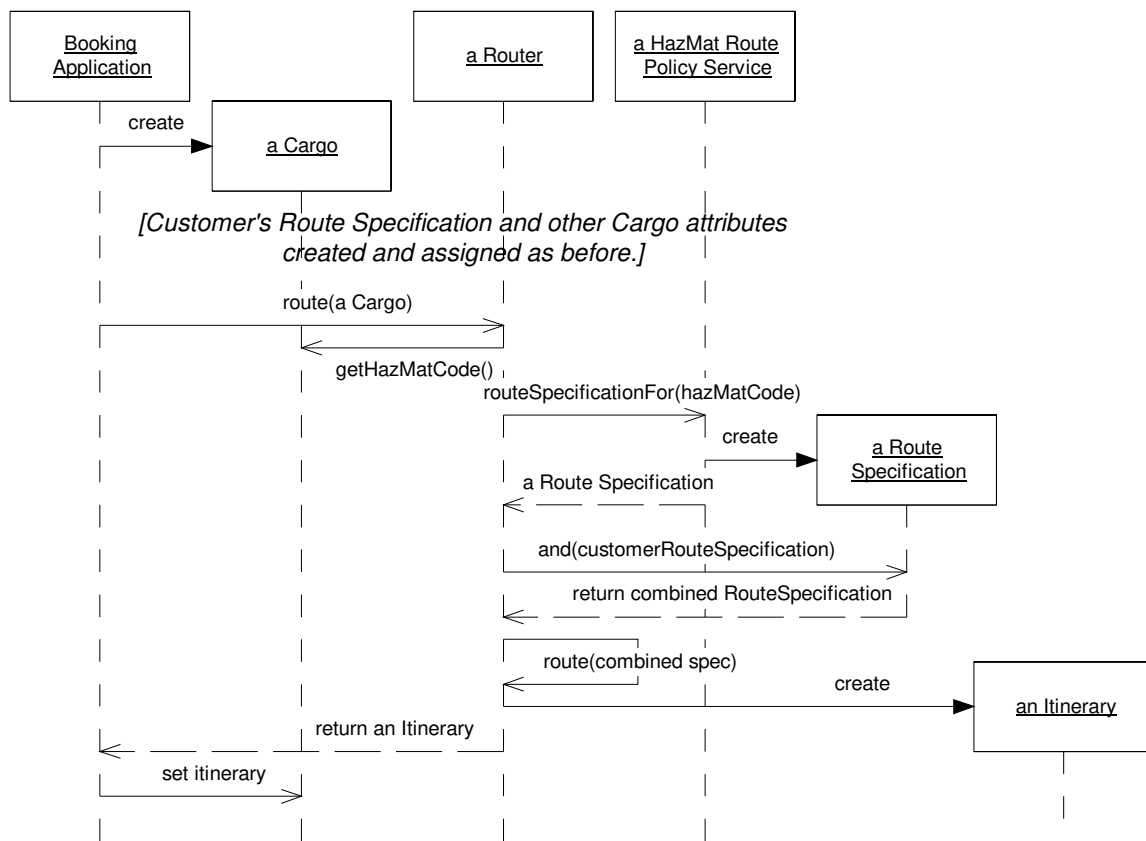 Booking
Application
a Router
a HazMat Route
Policy Service
create
a Cargo
[Customer's Route Specification and other Cargo attributes
created and assigned as before.]
route(a Cargo)
getHazMatCode()
routeSpecificationFor(hazMatCode)
create
a Route
Specification
a Route Specification
and(customerRouteSpecification)
return combined RouteSpecification
route(combined spec)
create
an Itinerary
return an Itinerary
set itinerary